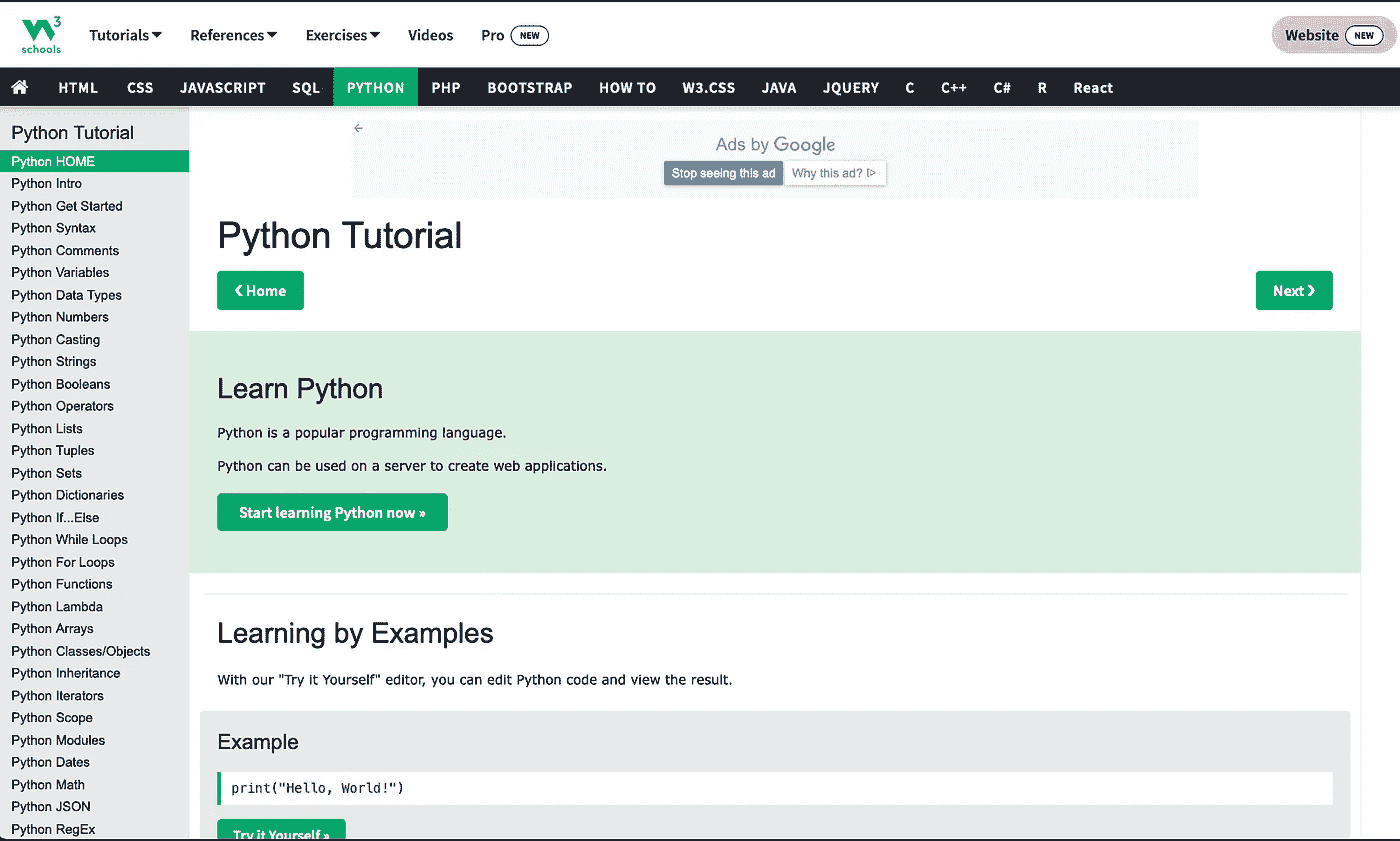 W3 schools
Tutorials References Exercises Videos Pro NEW Website NEW
HTML CSS JAVASCRIPT SQL PYTHON PHP BOOTSTRAP HOW TO W3.CSS JAVA JQUERY C C++ C# R React
Python Tutorial
Python HOME
Python Intro
Python Get Started
Python Syntax
Python Comments
Python Variables
Python Data Types
Python Numbers
Python Casting
Python Strings
Python Booleans
Python Operators
Python Lists
Python Tuples
Python Sets
Python Dictionaries
Python If...Else
Python While Loops
Python For Loops
Python Functions
Python Lambda
Python Arrays
Python Classes/Objects
Python Inheritance
Python Iterators
Python Scope
Python Modules
Python Dates
Python Math
Python JSON
Python RegEx
Ads by Google
Stop seeing this ad Why this ad?
Python Tutorial
❮ Home Next ❯
Learn Python
Python is a popular programming language.
Python can be used on a server to create web applications.
Start learning Python now »
Learning by Examples
With our "Try it Yourself" editor, you can edit Python code and view the result.
Example
print("Hello, World!")
Try it Yourself »